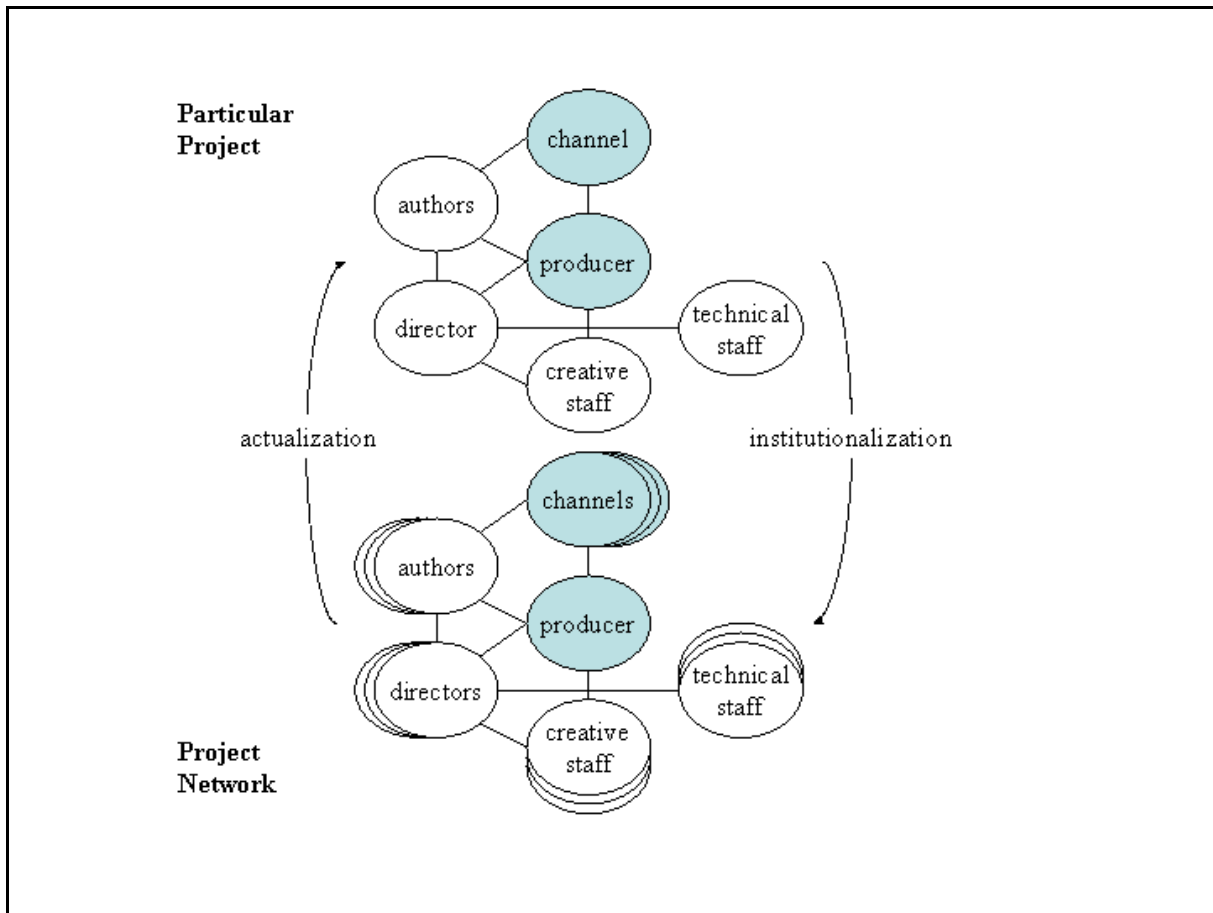 Particular
Project
channel
authors
producer
director
technical
staff
creative
staff
actualization
institutionalization
channels
authors
producer
directors
technical
staff
creative
staff
Project
Network